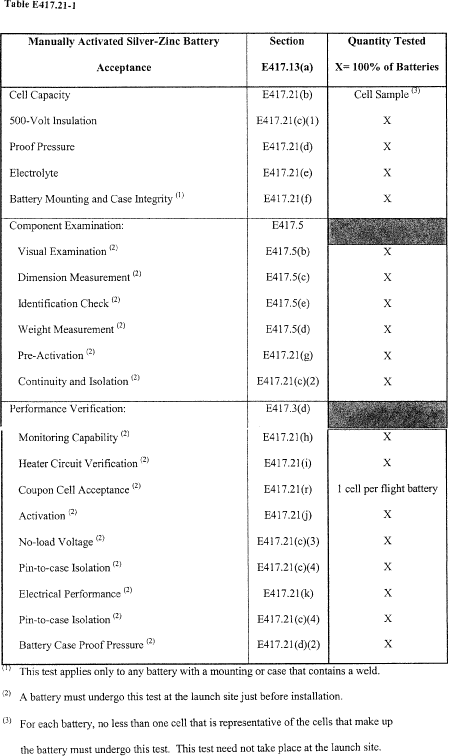 Table E417.21-1
Manually Activated Silver-Zinc Battery Section Quantity Tested
Acceptance E417.13(a) X= 100% of Batteries
Cell Capacity E417.21(b) Cell Sample (3)
500-Volt Insulation E417.21(c)(1) X
Proof Pressure E417.21(d) X
Electrolyte E417.21(e) X
Battery Mounting and Case Integrity (1) E417.21(f) X
Component Examination: E417.5
Visual Examination (2) E417.5(b) X
Dimension Measurement (2) E417.5(c) X
Identification Check (2) E417.5(e) X
Weight Measurement (2) E417.5(d) X
Pre-Activation (2) E417.21(g) X
Continuity and Isolation (2) E417.21(c)(2) X
Performance Verification: E417.3(d)
Monitoring Capability (2) E417.21(h) X
Heater Circuit Verification (2) E417.21(i) X
Coupon Cell Acceptance (2) E417.21(r) 1 cell per flight battery
Activation (2) E417.21(j) X
No-load Voltage (2) E417.21(c)(3) X
Pin-to-case Isolation (2) E417.21(c)(4) X
Electrical Performance (2) E417.21(k) X
Pin-to-case Isolation (2) E417.21(c)(4) X
Battery Case Proof Pressure (2) E417.21(d)(2) X
(1) This test applies only to any battery with a mounting or case that contains a weld.
(2) A battery must undergo this test at the launch site just before installation.
(3) For each battery, no less than one cell that is representative of the cells that make up
the battery must undergo this test. This test need not take place at the launch site.